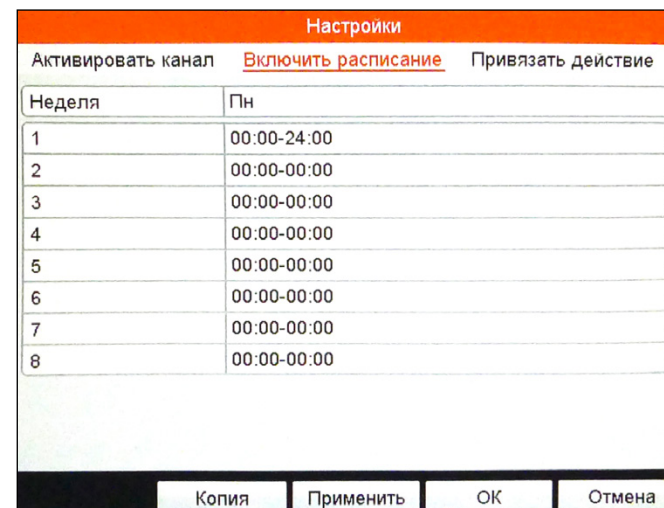 Настройки
Активировать канал Включить расписание Привязать действие
Неделя Пн
1 00:00-24:00
2 00:00-00:00
3 00:00-00:00
4 00:00-00:00
5 00:00-00:00
6 00:00-00:00
7 00:00-00:00
8 00:00-00:00
Копия Применить ОК Отмена